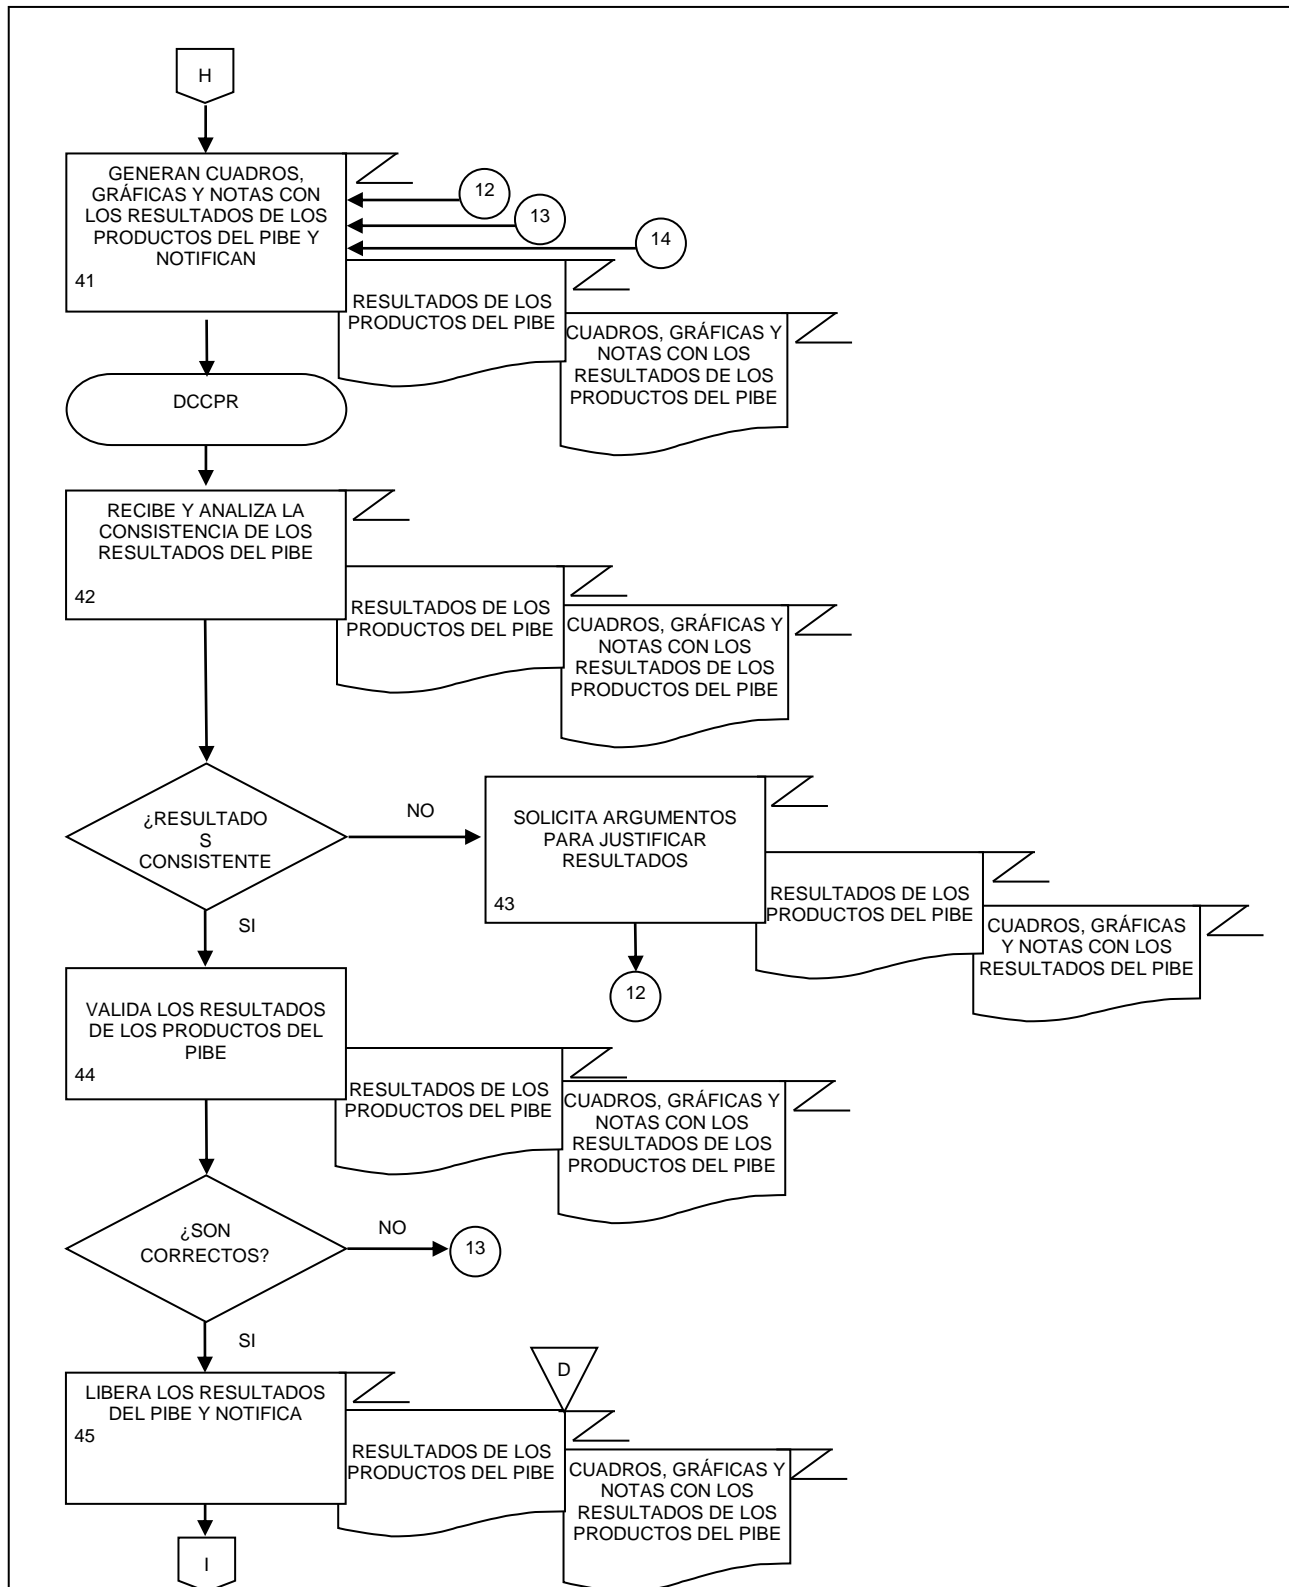 H
GENERAN CUADROS,
GRÁFICAS Y NOTAS CON
LOS RESULTADOS DE LOS
PRODUCTOS DEL PIBE Y
NOTIFICAN
41
12
13
14
RESULTADOS DE LOS
PRODUCTOS DEL PIBE
CUADROS, GRÁFICAS Y
NOTAS CON LOS
RESULTADOS DE LOS
PRODUCTOS DEL PIBE
DCCPR
RECIBE Y ANALIZA LA
CONSISTENCIA DE LOS
RESULTADOS DEL PIBE
42
RESULTADOS DE LOS
PRODUCTOS DEL PIBE
CUADROS, GRÁFICAS Y
NOTAS CON LOS
RESULTADOS DE LOS
PRODUCTOS DEL PIBE
¿RESULTADO
S
CONSISTENTE
NO
SOLICITA ARGUMENTOS
PARA JUSTIFICAR
RESULTADOS
43
RESULTADOS DE LOS
PRODUCTOS DEL PIBE
CUADROS, GRÁFICAS
Y NOTAS CON LOS
RESULTADOS DEL PIBE
12
SI
VALIDA LOS RESULTADOS
DE LOS PRODUCTOS DEL
PIBE
44
RESULTADOS DE LOS
PRODUCTOS DEL PIBE
CUADROS, GRÁFICAS Y
NOTAS CON LOS
RESULTADOS DE LOS
PRODUCTOS DEL PIBE
¿SON
CORRECTOS?
NO
13
SI
LIBERA LOS RESULTADOS
DEL PIBE Y NOTIFICA
45
D
RESULTADOS DE LOS
PRODUCTOS DEL PIBE
CUADROS, GRÁFICAS Y
NOTAS CON LOS
RESULTADOS DE LOS
PRODUCTOS DEL PIBE
I